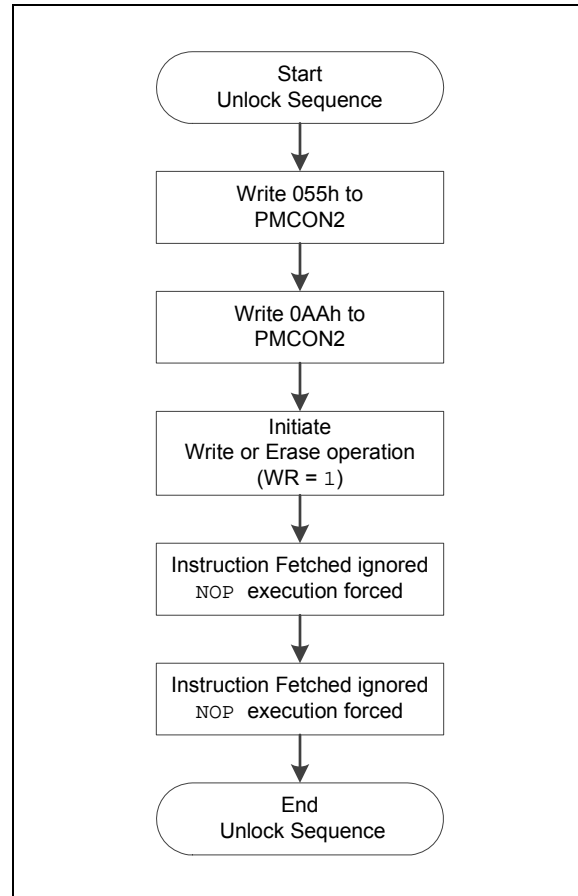 Start
Unlock Sequence
Write 055h to
PMCON2
Write 0AAh to
PMCON2
Initiate
Write or Erase operation
(WR = 1)
Instruction Fetched ignored
NOP execution forced
Instruction Fetched ignored
NOP execution forced
End
Unlock Sequence